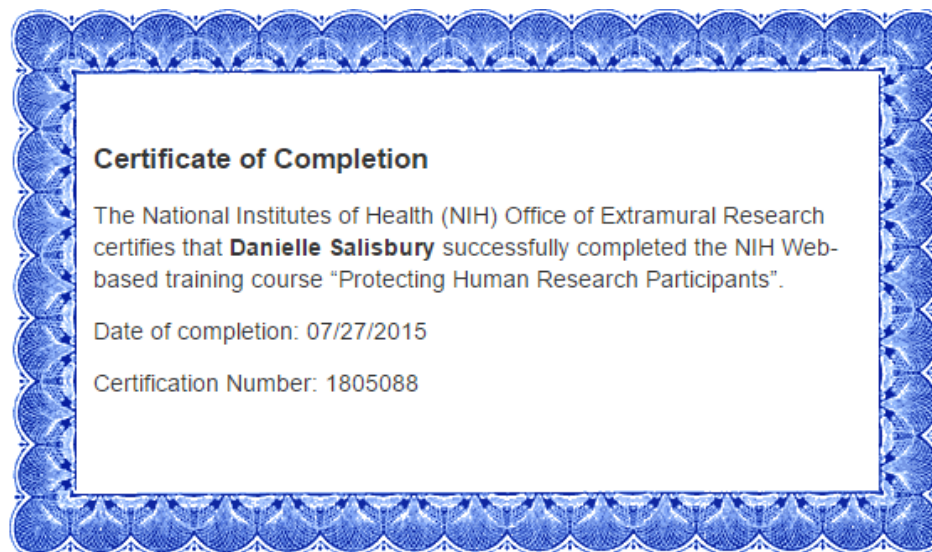 Certificate of Completion
The National Institutes of Health (NIH) Office of Extramural Research
certifies that Danielle Salisbury successfully completed the NIH Web-
based training course “Protecting Human Research Participants”.
Date of completion: 07/27/2015
Certification Number: 1805088